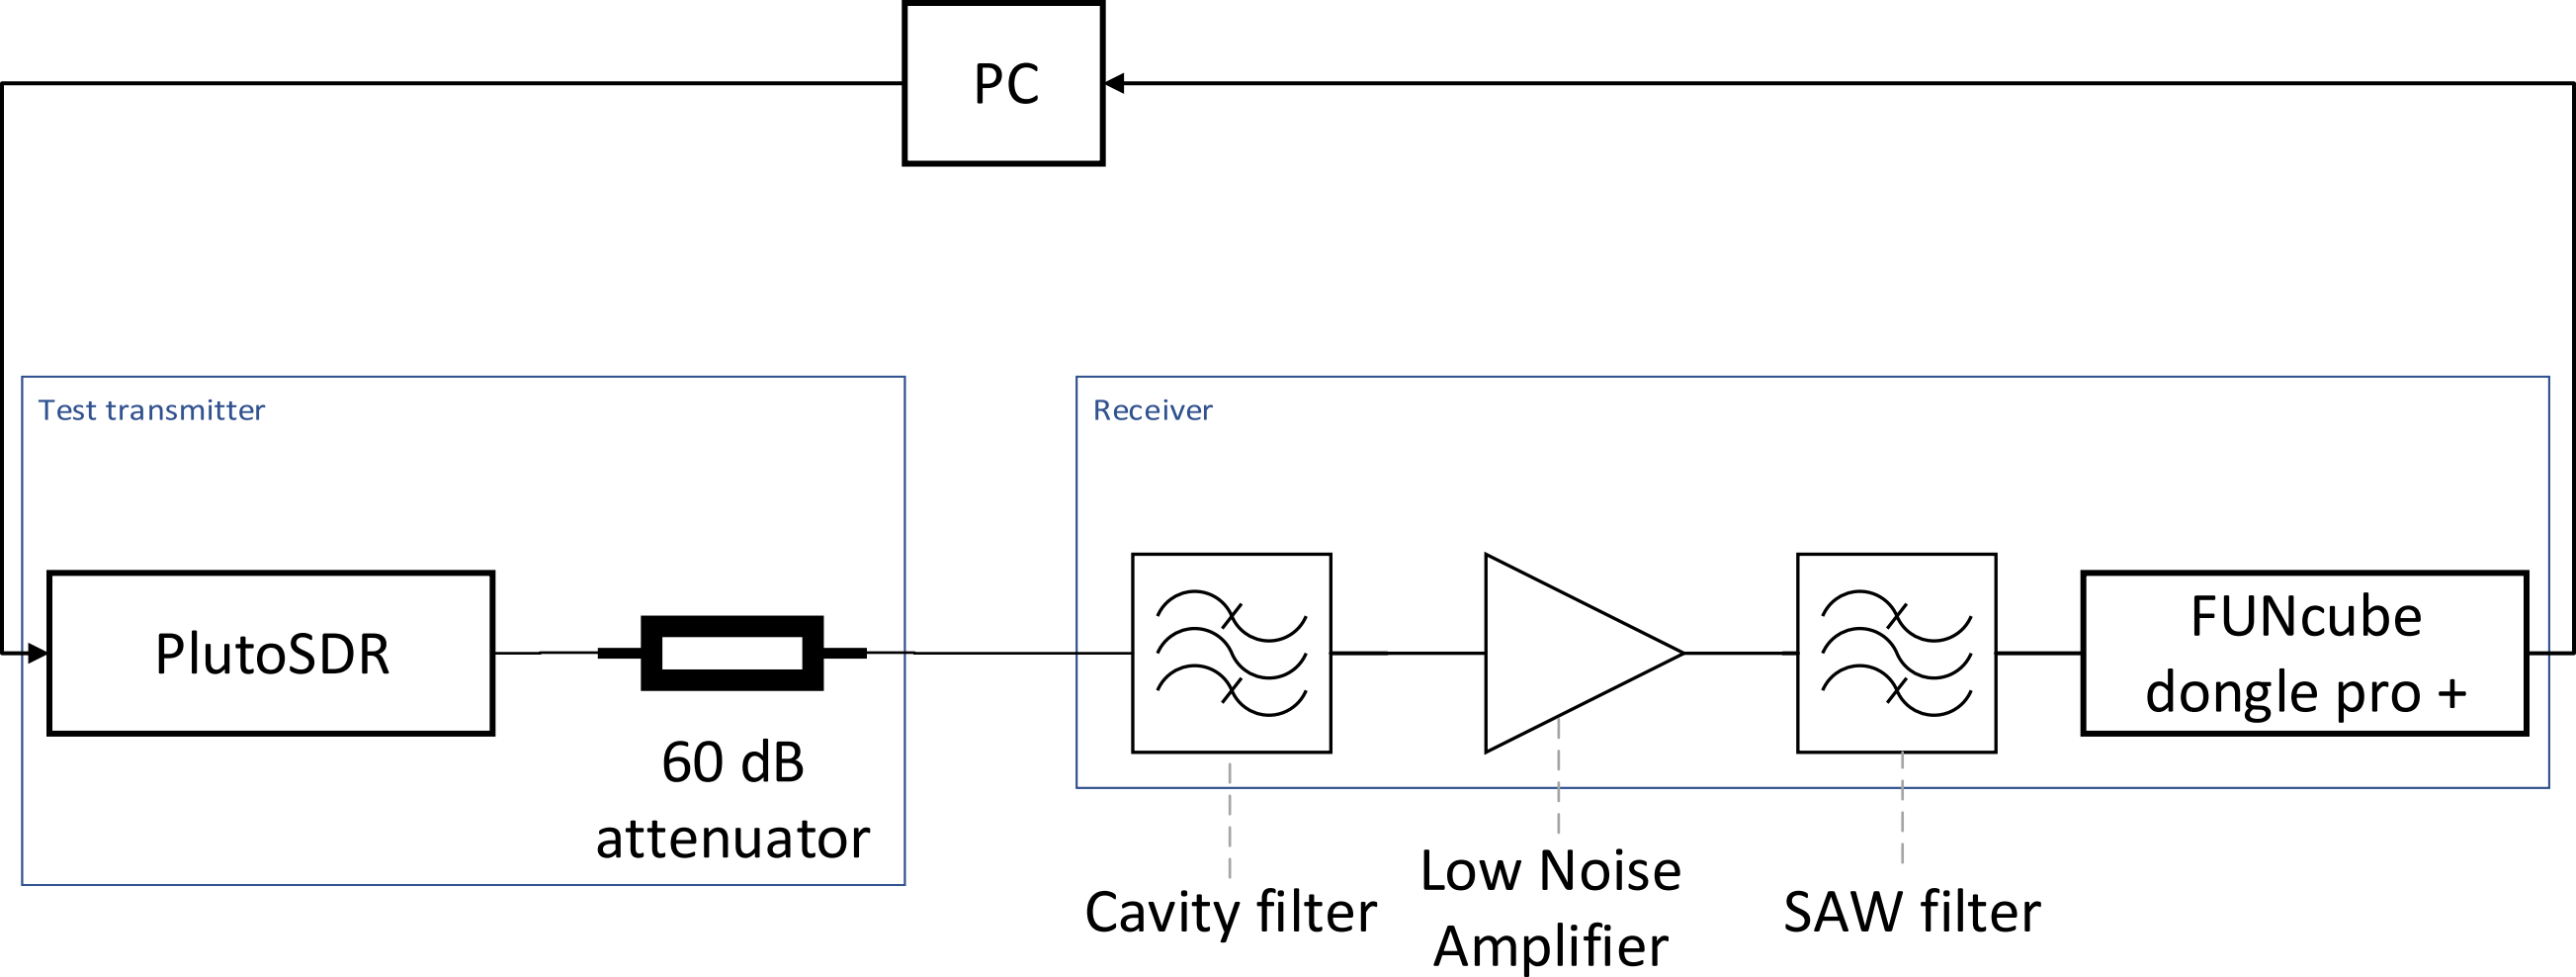 PC
Test transmitter
Receiver
PlutoSDR
60 dB
attenuator
FUNcube
dongle pro +
Cavity filter
Low Noise
Amplifier
SAW filter